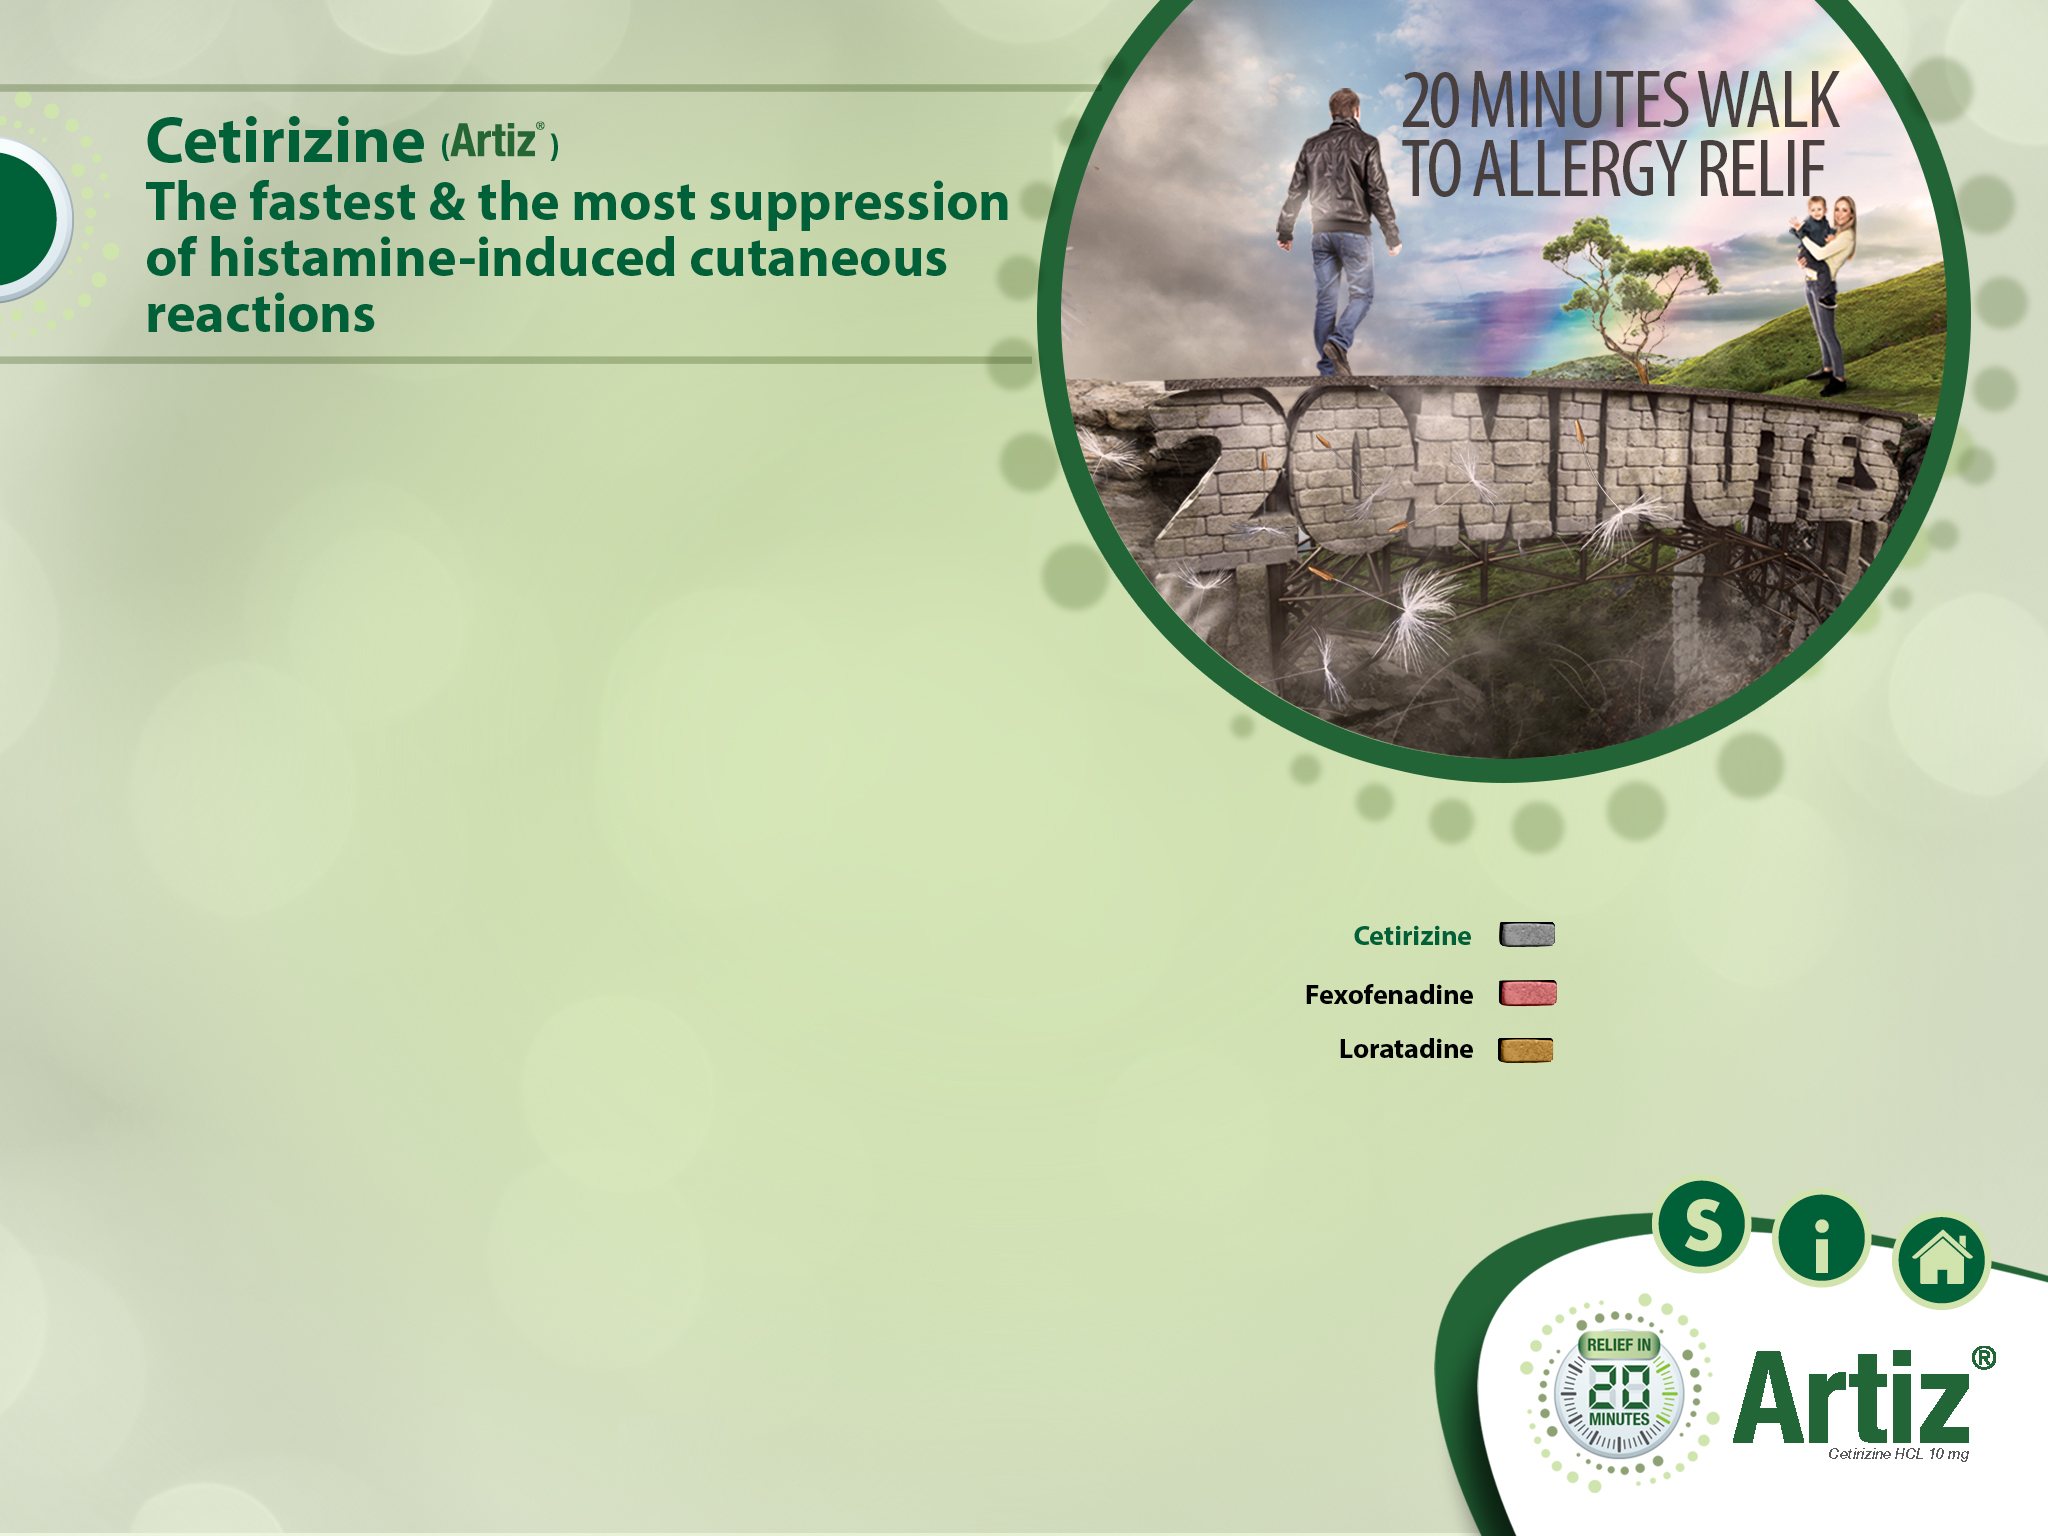 Cetirizine (Artiz®)
The fastest & the most suppression
of histamine-induced cutaneous
reactions
20 MINUTES WALK
TO ALLERGY RELIF
20 MINUTES
Cetirizine
Fexofenadine
Loratadine
S
i
RELIEF IN
20
MINUTES
Artiz®
Cetirizine HCL 10 mg